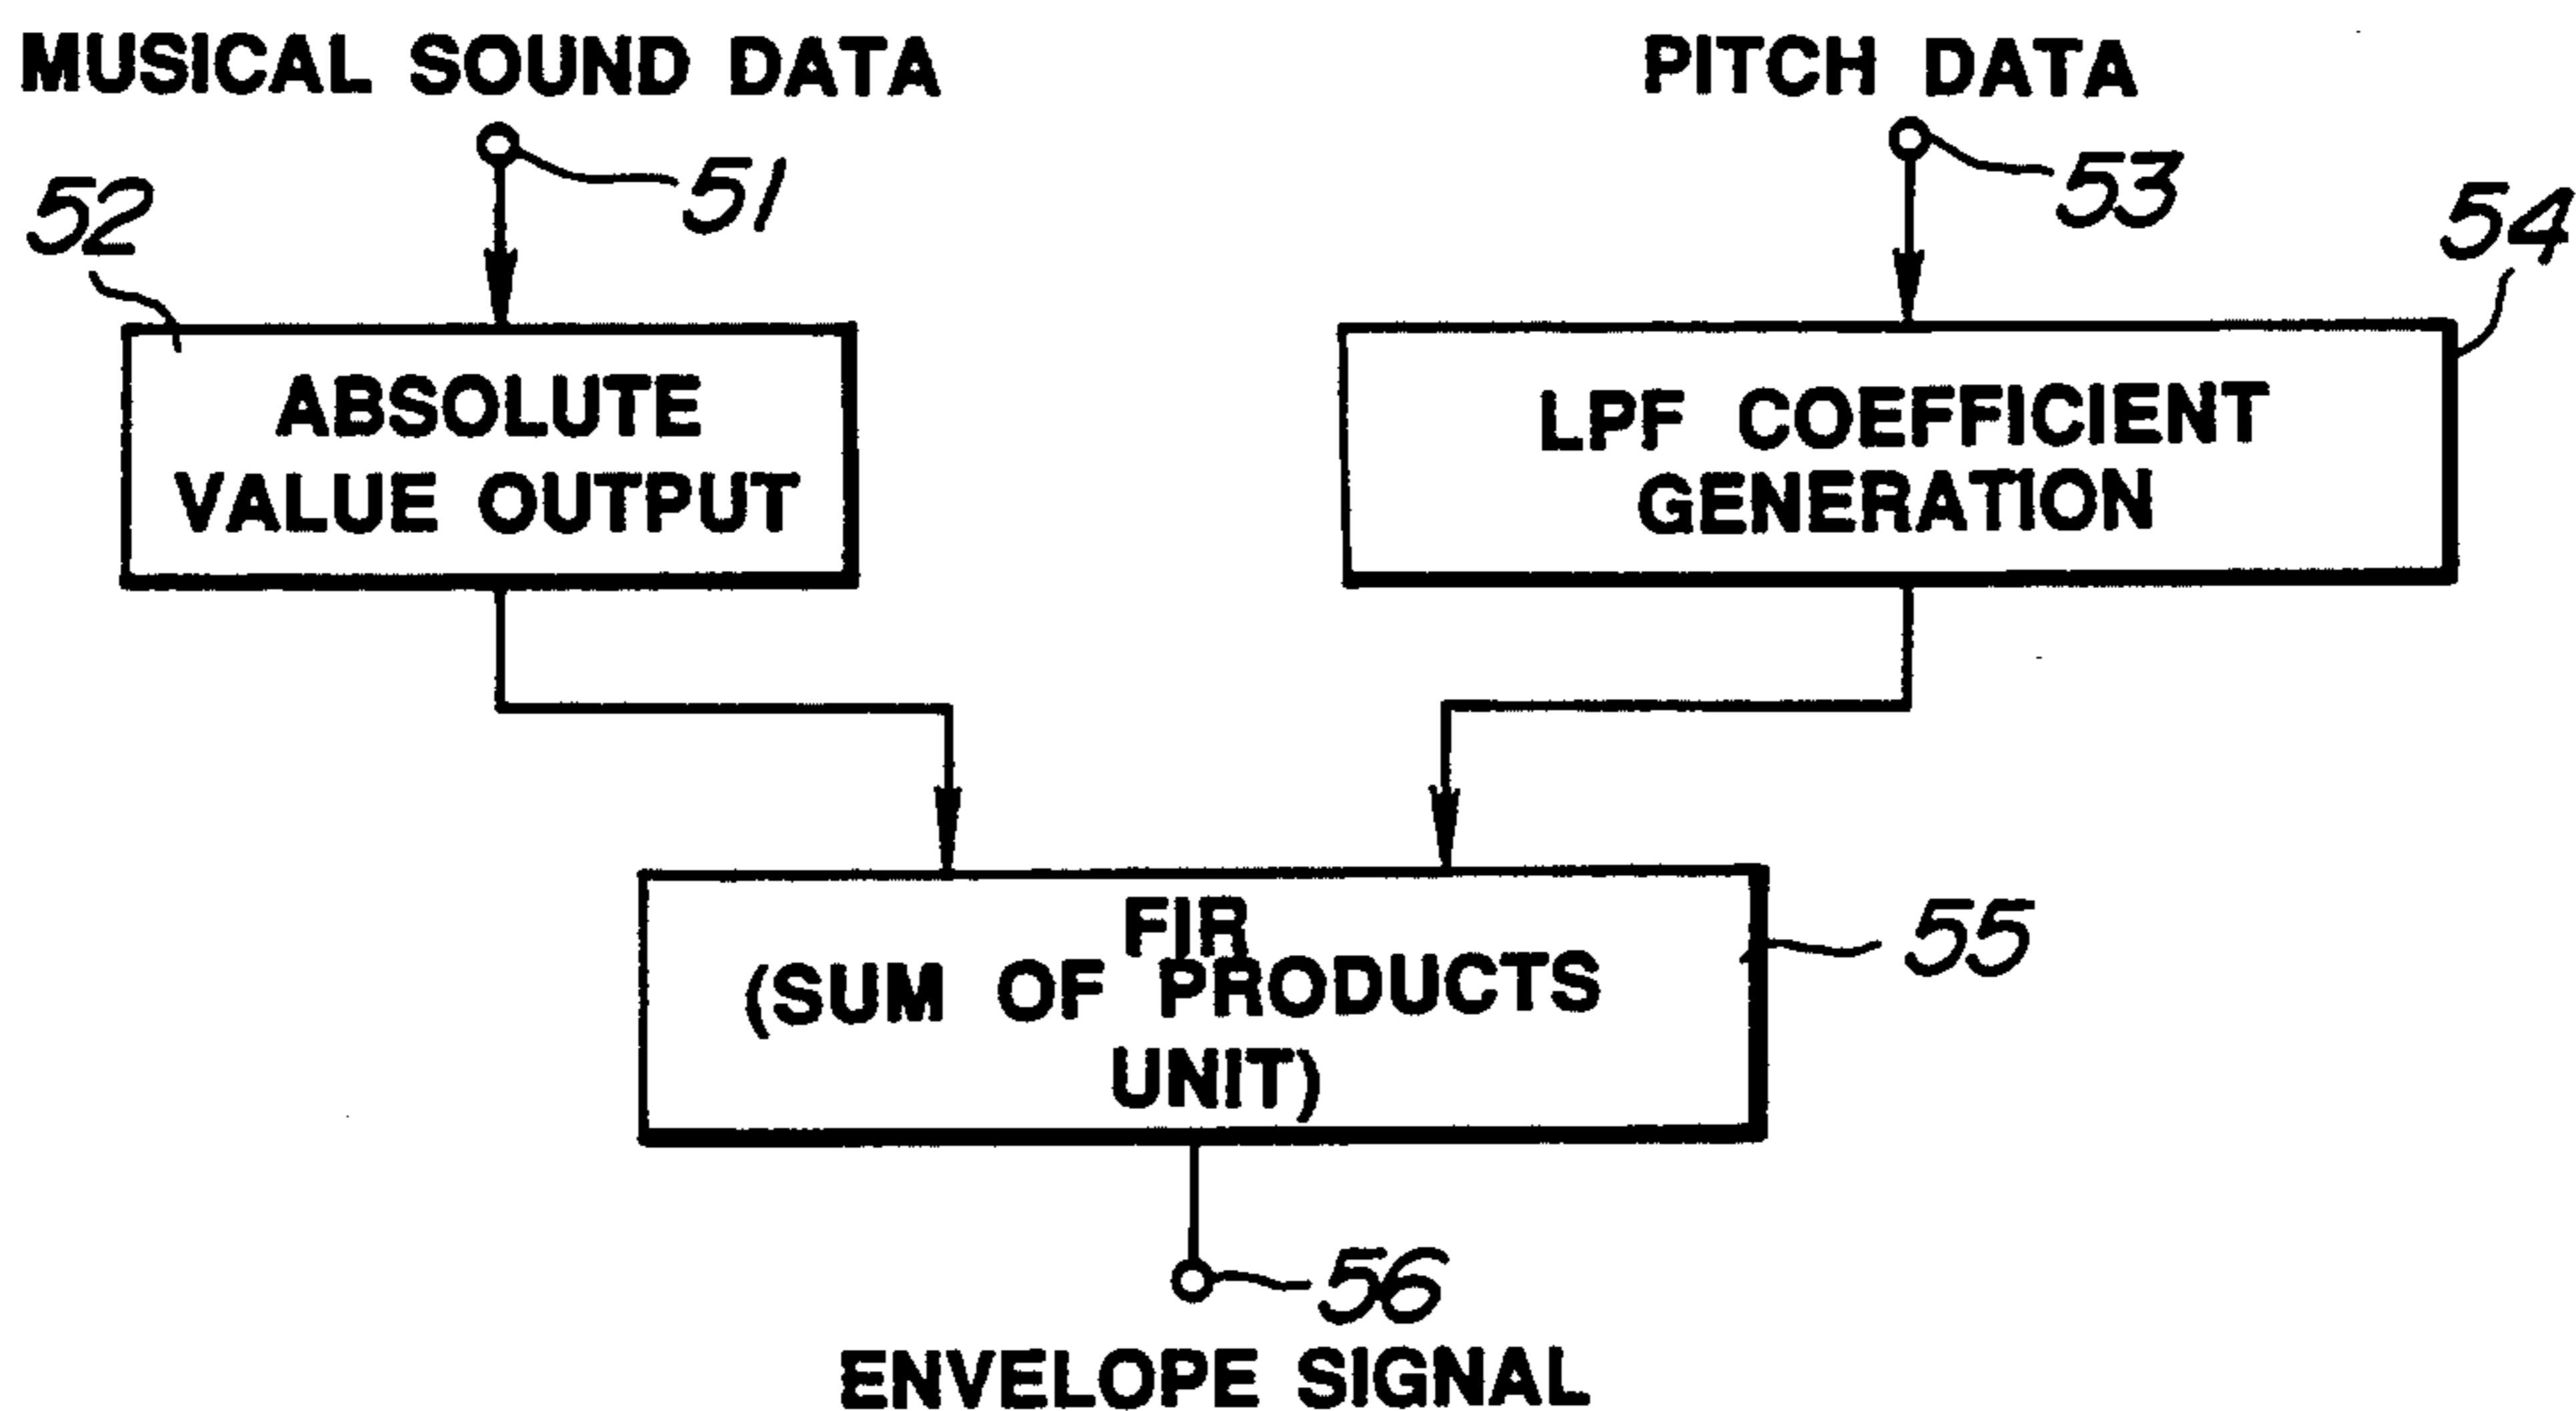 MUSICAL SOUND DATA
51
52
ABSOLUTE
VALUE OUTPUT
PITCH DATA
53
54
LPF COEFFICIENT
GENERATION
FIR
(SUM OF PRODUCTS
UNIT)
55
56
ENVELOPE SIGNAL